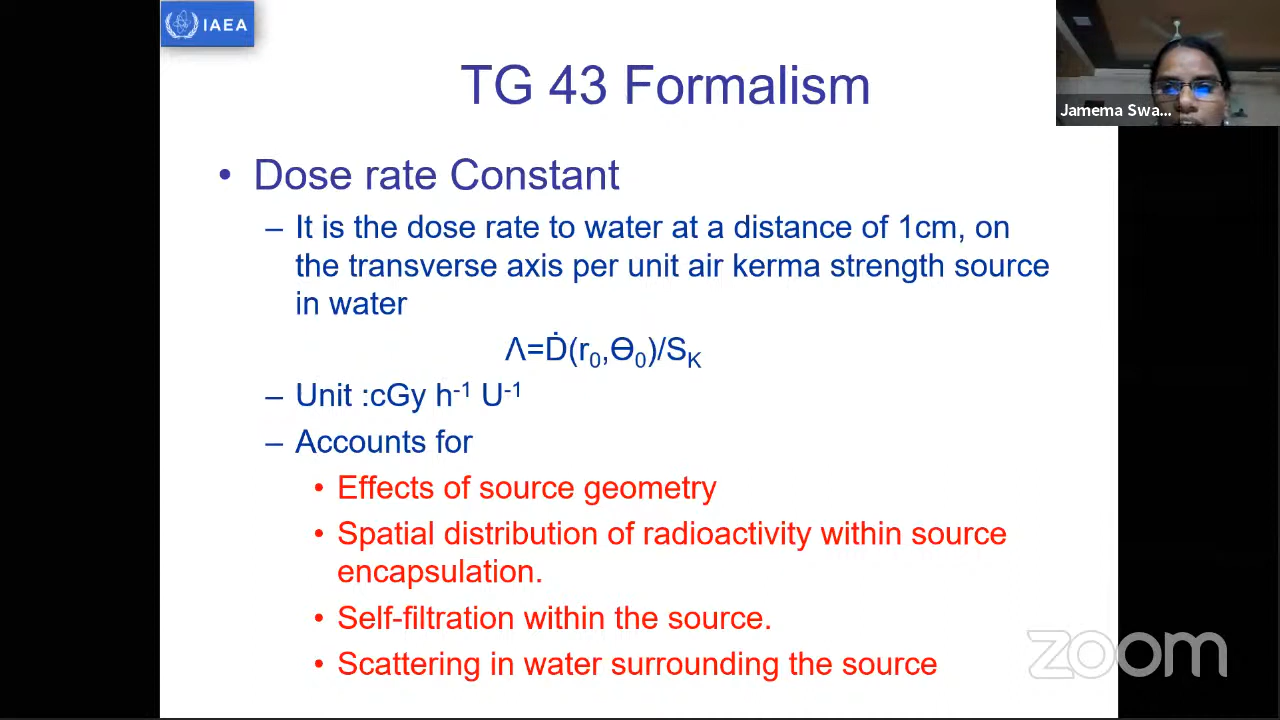 IAEA
TG 43 Formalism
Jamema Swa...
• Dose rate Constant
– It is the dose rate to water at a distance of 1cm, on
the transverse axis per unit air kerma strength source
in water
Λ=Ḋ(r₀,Ɵ₀)/S_K
– Unit :cGy h⁻¹ U⁻¹
– Accounts for
• Effects of source geometry
• Spatial distribution of radioactivity within source
encapsulation.
• Self-filtration within the source.
• Scattering in water surrounding the source
zoom